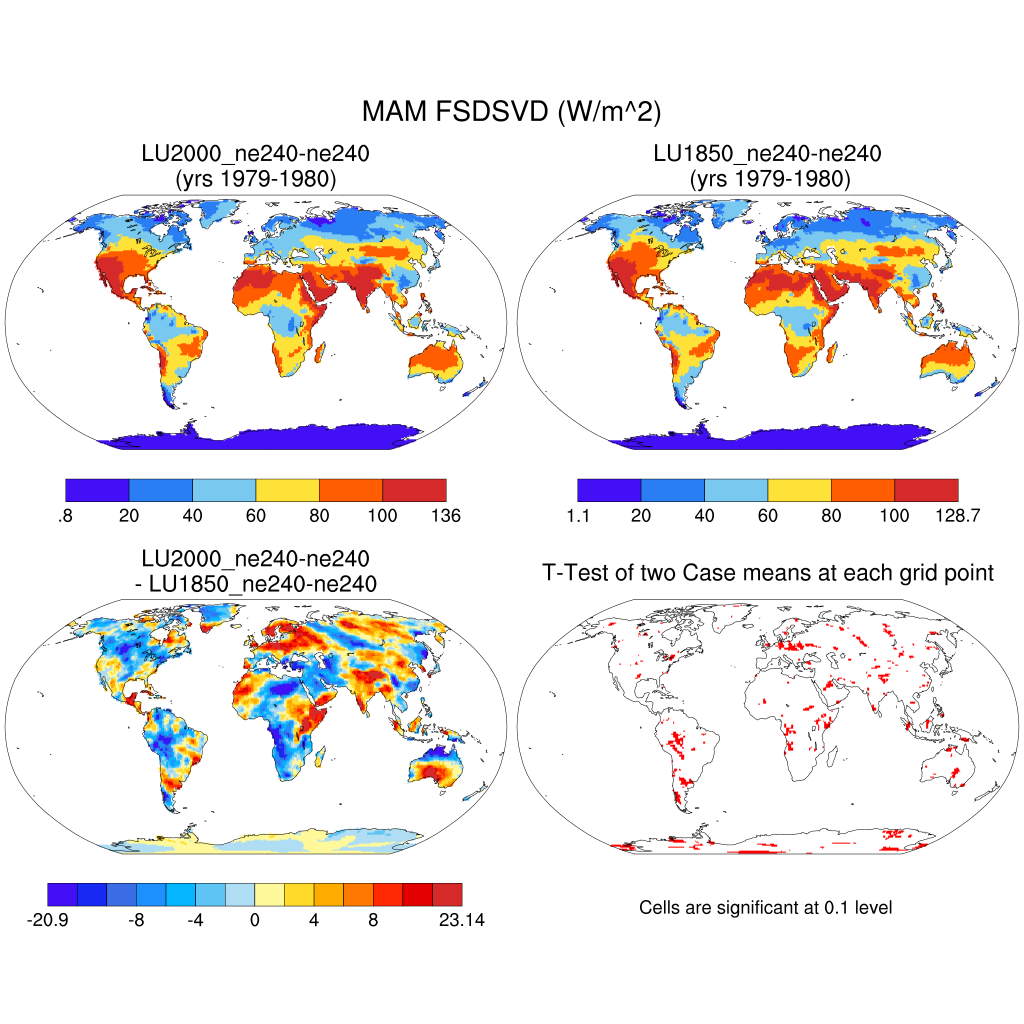 MAM FSDSVD (W/m^2)
LU2000_ne240-ne240
(yrs 1979-1980)
LU1850_ne240-ne240
(yrs 1979-1980)
.8 20 40 60 80 100 136
1.1 20 40 60 80 100 128.7
LU2000_ne240-ne240
- LU1850_ne240-ne240
T-Test of two Case means at each grid point
-20.9 -8 -4 0 4 8 23.14
Cells are significant at 0.1 level